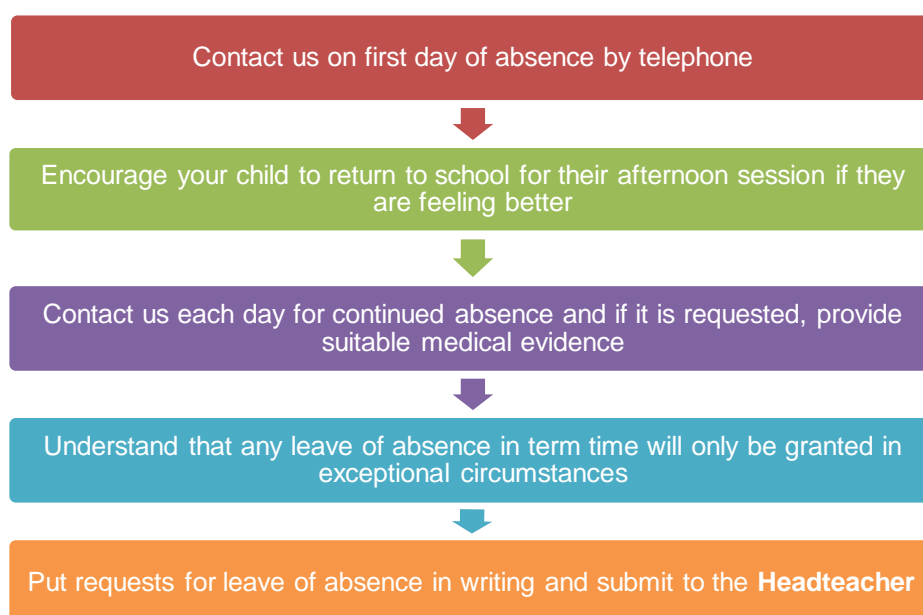 Contact us on first day of absence by telephone
Encourage your child to return to school for their afternoon session if they
are feeling better
Contact us each day for continued absence and if it is requested, provide
suitable medical evidence
Understand that any leave of absence in term time will only be granted in
exceptional circumstances
Put requests for leave of absence in writing and submit to the Headteacher